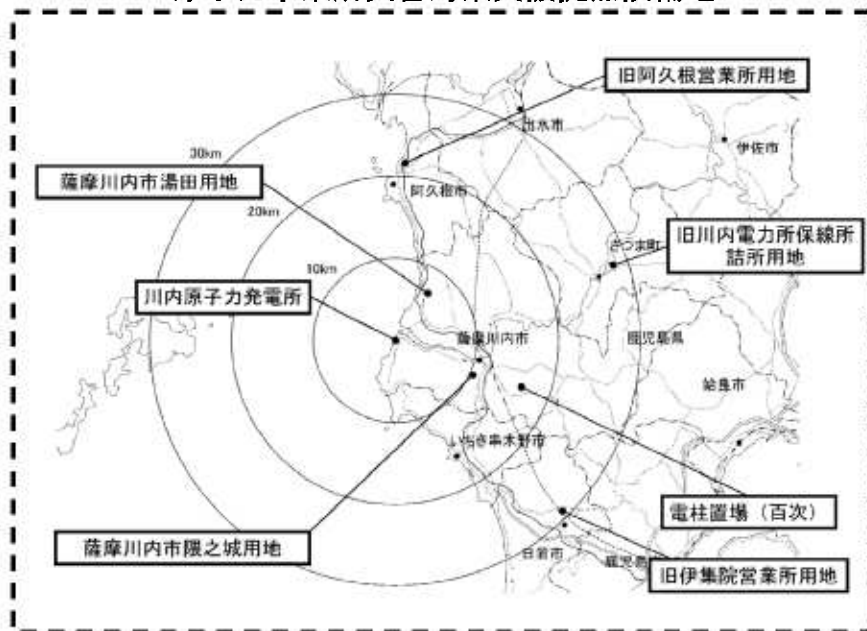 旧阿久根営業所用地
出水市
伊佐市
30km
薩摩川内市湯田用地
阿久根市
20km
さつま町
旧川内電力所保線所
詰所用地
10km
川内原子力発電所
薩摩川内市
鹿児島県
姶良市
いちき串木野市
電柱置場（百次）
薩摩川内市隈之城用地
日置市
鹿児島
旧伊集院営業所用地